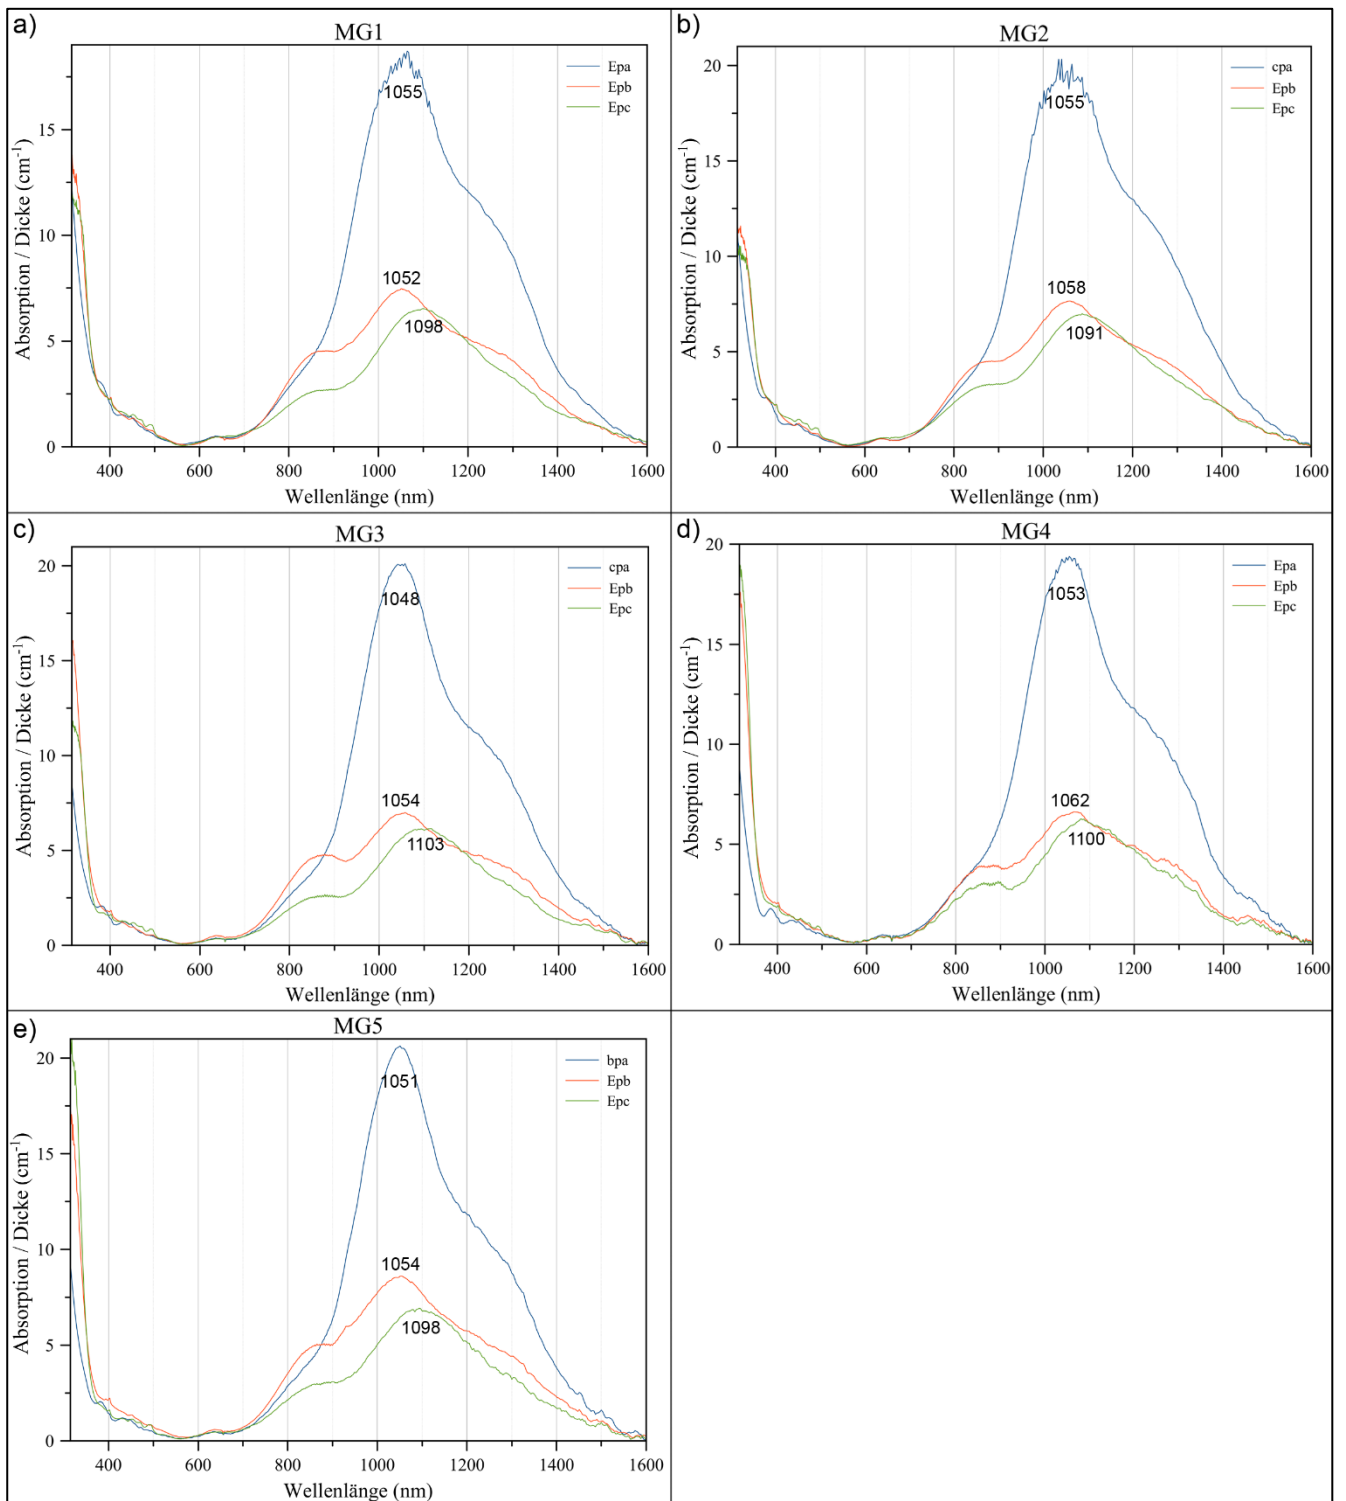 a)
MG1
Epa
Epb
Epc
1055
1052
1098
15
10
5
0
Absorption / Dicke (cm⁻¹)
400 600 800 1000 1200 1400 1600
Wellenlänge (nm)
b)
MG2
cpa
Epb
Epc
1055
1058
1091
20
15
10
5
0
Absorption / Dicke (cm⁻¹)
400 600 800 1000 1200 1400 1600
Wellenlänge (nm)
c)
MG3
cpa
Epb
Epc
1048
1054
1103
20
15
10
5
0
Absorption / Dicke (cm⁻¹)
400 600 800 1000 1200 1400 1600
Wellenlänge (nm)
d)
MG4
Epa
Epb
Epc
1053
1062
1100
20
15
10
5
0
Absorption / Dicke (cm⁻¹)
400 600 800 1000 1200 1400 1600
Wellenlänge (nm)
e)
MG5
bpa
Epb
Epc
1051
1054
1098
20
15
10
5
0
Absorption / Dicke (cm⁻¹)
400 600 800 1000 1200 1400 1600
Wellenlänge (nm)